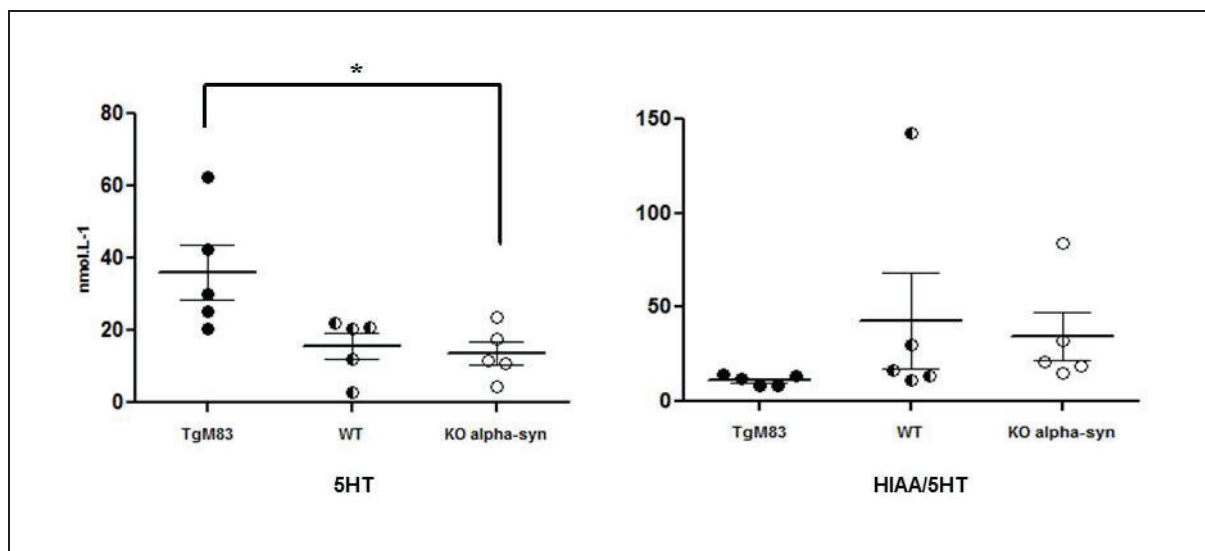 *
80
60
40
20
0
nmol.L-1
TgM83 WT KO alpha-syn
5HT
150
100
50
0
TgM83 WT KO alpha-syn
HIAA/5HT